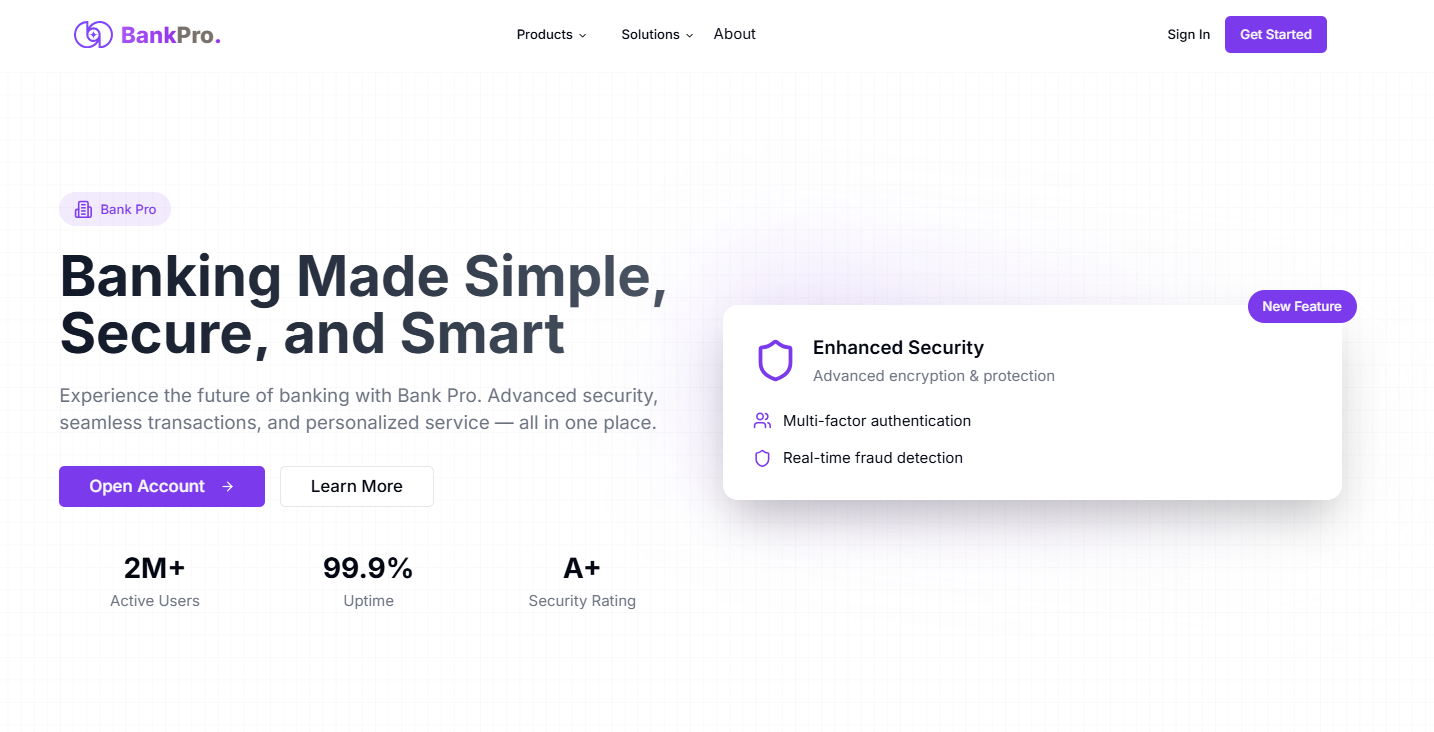 BankPro.
Products
Solutions
About
Sign In
Get Started
Bank Pro
Banking Made Simple,
Secure, and Smart
Experience the future of banking with Bank Pro. Advanced security,
seamless transactions, and personalized service — all in one place.
Open Account
Learn More
2M+
Active Users
99.9%
Uptime
A+
Security Rating
New Feature
Enhanced Security
Advanced encryption & protection
Multi-factor authentication
Real-time fraud detection